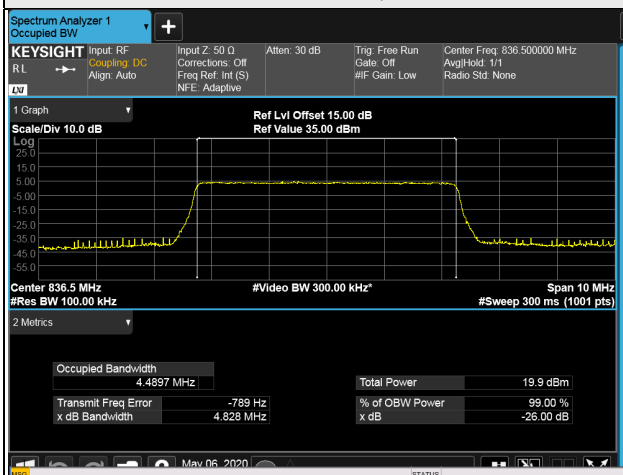 Spectrum Analyzer 1
Occupied BW
KEYSIGHT Input: RF Input Z: 50 Ω Atten: 30 dB Trig: Free Run Center Freq: 836.500000 MHz
RL Coupling: DC Corrections: Off Gate: Off Avg|Hold: 1/1
Align: Auto Freq Ref: Int (S) #IF Gain: Low Radio Std: None
LXI NFE: Adaptive
1 Graph
Ref Lvl Offset 15.00 dB
Scale/Div 10.0 dB Ref Value 35.00 dBm
Log
25.0
15.0
5.00
-5.00
-15.0
-25.0
-35.0
-45.0
-55.0
Center 836.5 MHz #Video BW 300.00 kHz* Span 10 MHz
#Res BW 100.00 kHz #Sweep 300 ms (1001 pts)
2 Metrics
Occupied Bandwidth
4.4897 MHz Total Power 19.9 dBm
Transmit Freq Error -789 Hz % of OBW Power 99.00 %
x dB Bandwidth 4.828 MHz x dB -26.00 dB
May 06, 2020
MSG STATUS